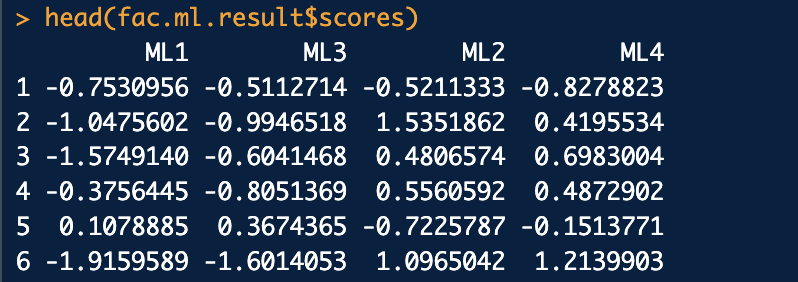 > head(fac.ml.result$scores)
ML1 ML3 ML2 ML4
1 -0.7530956 -0.5112714 -0.5211333 -0.8278823
2 -1.0475602 -0.9946518 1.5351862 0.4195534
3 -1.5749140 -0.6041468 0.4806574 0.6983004
4 -0.3756445 -0.8051369 0.5560592 0.4872902
5 0.1078885 0.3674365 -0.7225787 -0.1513771
6 -1.9159589 -1.6014053 1.0965042 1.2139903